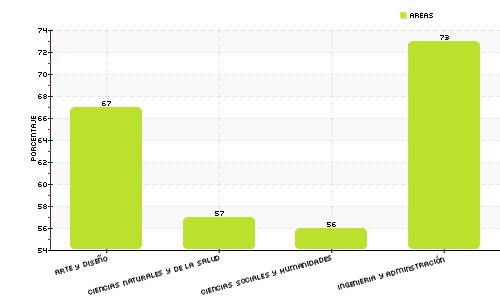 AREAS
74
73
72
70
68
67
66
PORCENTAJE
64
62
60
58
57
56
56
54
ARTE Y DISEÑO
CIENCIAS NATURALES Y DE LA SALUD
CIENCIAS SOCIALES Y HUMANIDADES
INGENIERIA Y ADMINSTRACIÓN